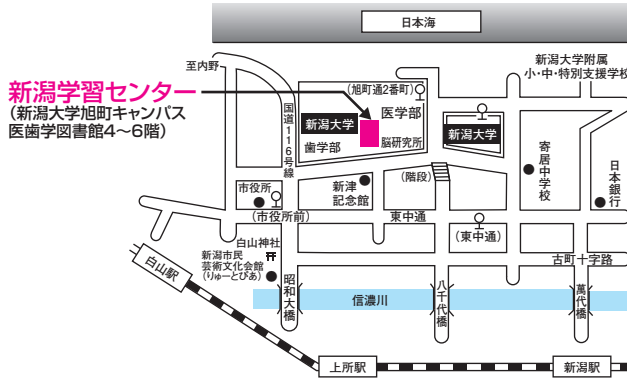 日本海
至内野
新潟大学附属
小・中・特別支援学校
新潟学習センター
(新潟大学旭町キャンパス
医歯学図書館4〜6階)
(旭町通2番町)
国道116号線
新潟大学
医学部
歯学部
脳研究所
新潟大学
寄居中学校
日本銀行
(階段)
新津
記念館
市役所
(市役所前)
東中通
(東中通)
白山神社
新潟市民
芸術文化会館
(りゅーとぴあ)
古町十字路
白山駅
昭和大橋
信濃川
八千代橋
萬代橋
上所駅
新潟駅